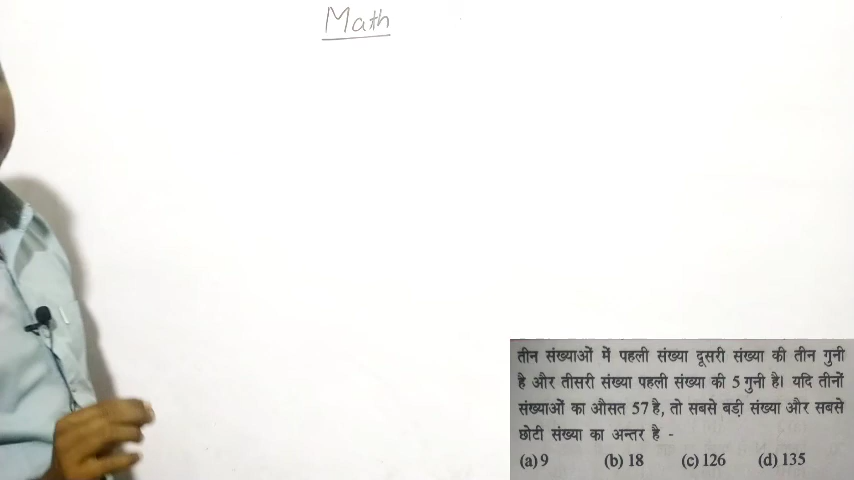 Math
तीन संख्याओं में पहली संख्या दूसरी संख्या की तीन गुनी
है और तीसरी संख्या पहली संख्या की 5 गुनी है। यदि तीनों
संख्याओं का औसत 57 है, तो सबसे बड़ी संख्या और सबसे
छोटी संख्या का अन्तर है -
(a) 9 (b) 18 (c) 126 (d) 135